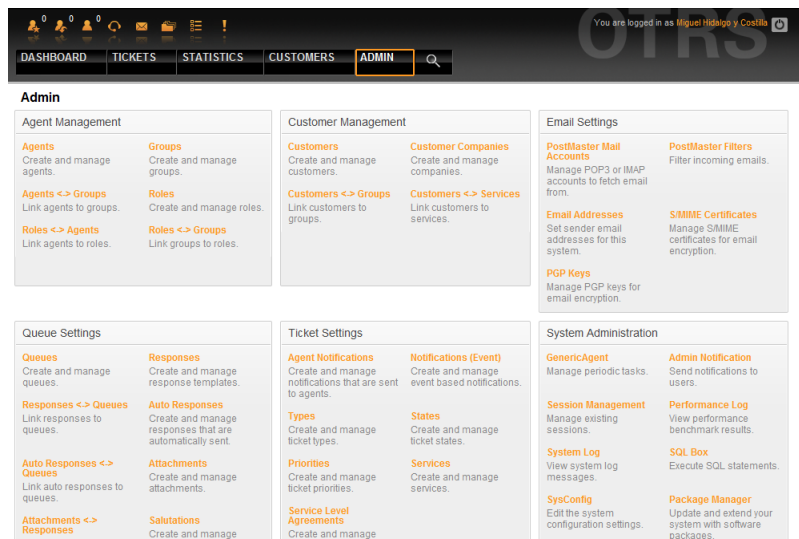 0 0 0
You are logged in as Miguel Hidalgo y Costilla
OTRS
DASHBOARD TICKETS STATISTICS CUSTOMERS ADMIN
Admin
Agent Management
Agents
Create and manage
agents.
Groups
Create and manage
groups.
Agents <-> Groups
Link agents to groups.
Roles
Create and manage roles.
Roles <-> Agents
Link agents to roles.
Roles <-> Groups
Link groups to roles.
Customer Management
Customers
Create and manage
customers.
Customer Companies
Create and manage
companies.
Customers <-> Groups
Link customers to
groups.
Customers <-> Services
Link customers to
services.
Email Settings
PostMaster Mail
Accounts
Manage POP3 or IMAP
accounts to fetch email
from.
PostMaster Filters
Filter incoming emails.
Email Addresses
Set sender email
addresses for this
system.
S/MIME Certificates
Manage S/MIME
certificates for email
encryption.
PGP Keys
Manage PGP keys for
email encryption.
Queue Settings
Queues
Create and manage
queues.
Responses
Create and manage
response templates.
Responses <-> Queues
Link responses to
queues.
Auto Responses
Create and manage
responses that are
automatically sent.
Auto Responses <->
Queues
Link auto responses to
queues.
Attachments
Create and manage
attachments.
Attachments <->
Responses
Salutations
Create and manage
Ticket Settings
Agent Notifications
Create and manage
notifications that are sent
to agents.
Notifications (Event)
Create and manage
event based notifications.
Types
Create and manage
ticket types.
States
Create and manage
ticket states.
Priorities
Create and manage
ticket priorities.
Services
Create and manage
services.
Service Level
Agreements
Create and manage
System Administration
GenericAgent
Manage periodic tasks.
Admin Notification
Send notifications to
users.
Session Management
Manage existing
sessions.
Performance Log
View performance
benchmark results.
System Log
View system log
messages.
SQL Box
Execute SQL statements.
SysConfig
Edit the system
configuration settings.
Package Manager
Update and extend your
system with software
packages.